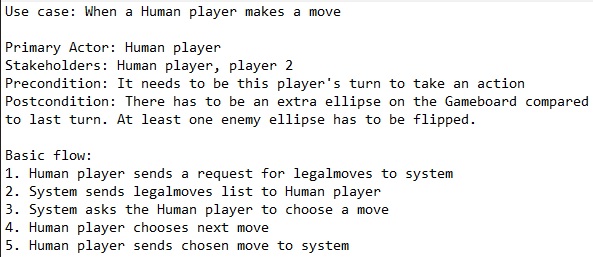 Use case: When a Human player makes a move
Primary Actor: Human player
Stakeholders: Human player, player 2
Precondition: It needs to be this player's turn to take an action
Postcondition: There has to be an extra ellipse on the Gameboard compared
to last turn. At least one enemy ellipse has to be flipped.
Basic flow:
1. Human player sends a request for legalmoves to system
2. System sends legalmoves list to Human player
3. System asks the Human player to choose a move
4. Human player chooses next move
5. Human player sends chosen move to system